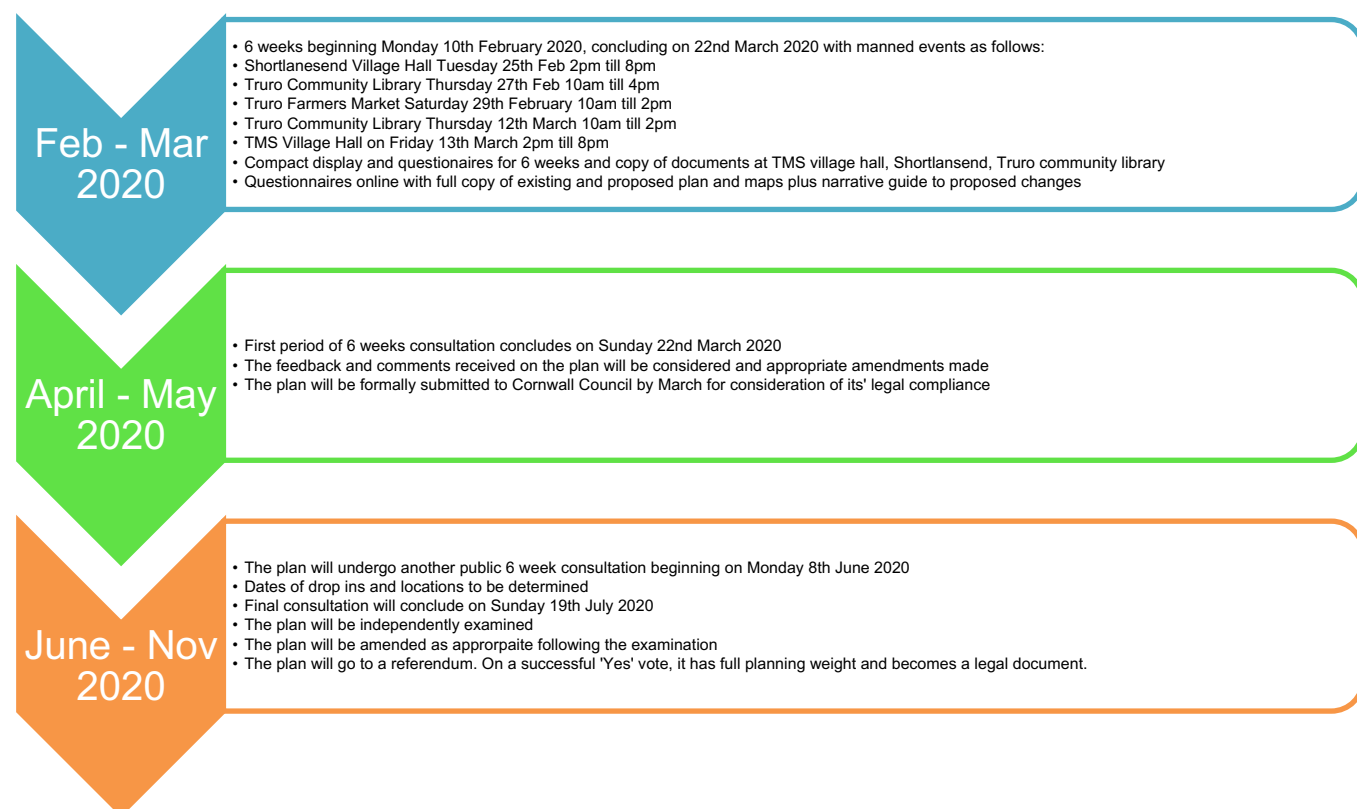 Feb - Mar
2020
• 6 weeks beginning Monday 10th February 2020, concluding on 22nd March 2020 with manned events as follows:
• Shortlanesend Village Hall Tuesday 25th Feb 2pm till 8pm
• Truro Community Library Thursday 27th Feb 10am till 4pm
• Truro Farmers Market Saturday 29th February 10am till 2pm
• Truro Community Library Thursday 12th March 10am till 2pm
• TMS Village Hall on Friday 13th March 2pm till 8pm
• Compact display and questionaires for 6 weeks and copy of documents at TMS village hall, Shortlansend, Truro community library
• Questionnaires online with full copy of existing and proposed plan and maps plus narrative guide to proposed changes
April - May
2020
• First period of 6 weeks consultation concludes on Sunday 22nd March 2020
• The feedback and comments received on the plan will be considered and appropriate amendments made
• The plan will be formally submitted to Cornwall Council by March for consideration of its' legal compliance
June - Nov
2020
• The plan will undergo another public 6 week consultation beginning on Monday 8th June 2020
• Dates of drop ins and locations to be determined
• Final consultation will conclude on Sunday 19th July 2020
• The plan will be independently examined
• The plan will be amended as approrpaite following the examination
• The plan will go to a referendum. On a successful 'Yes' vote, it has full planning weight and becomes a legal document.